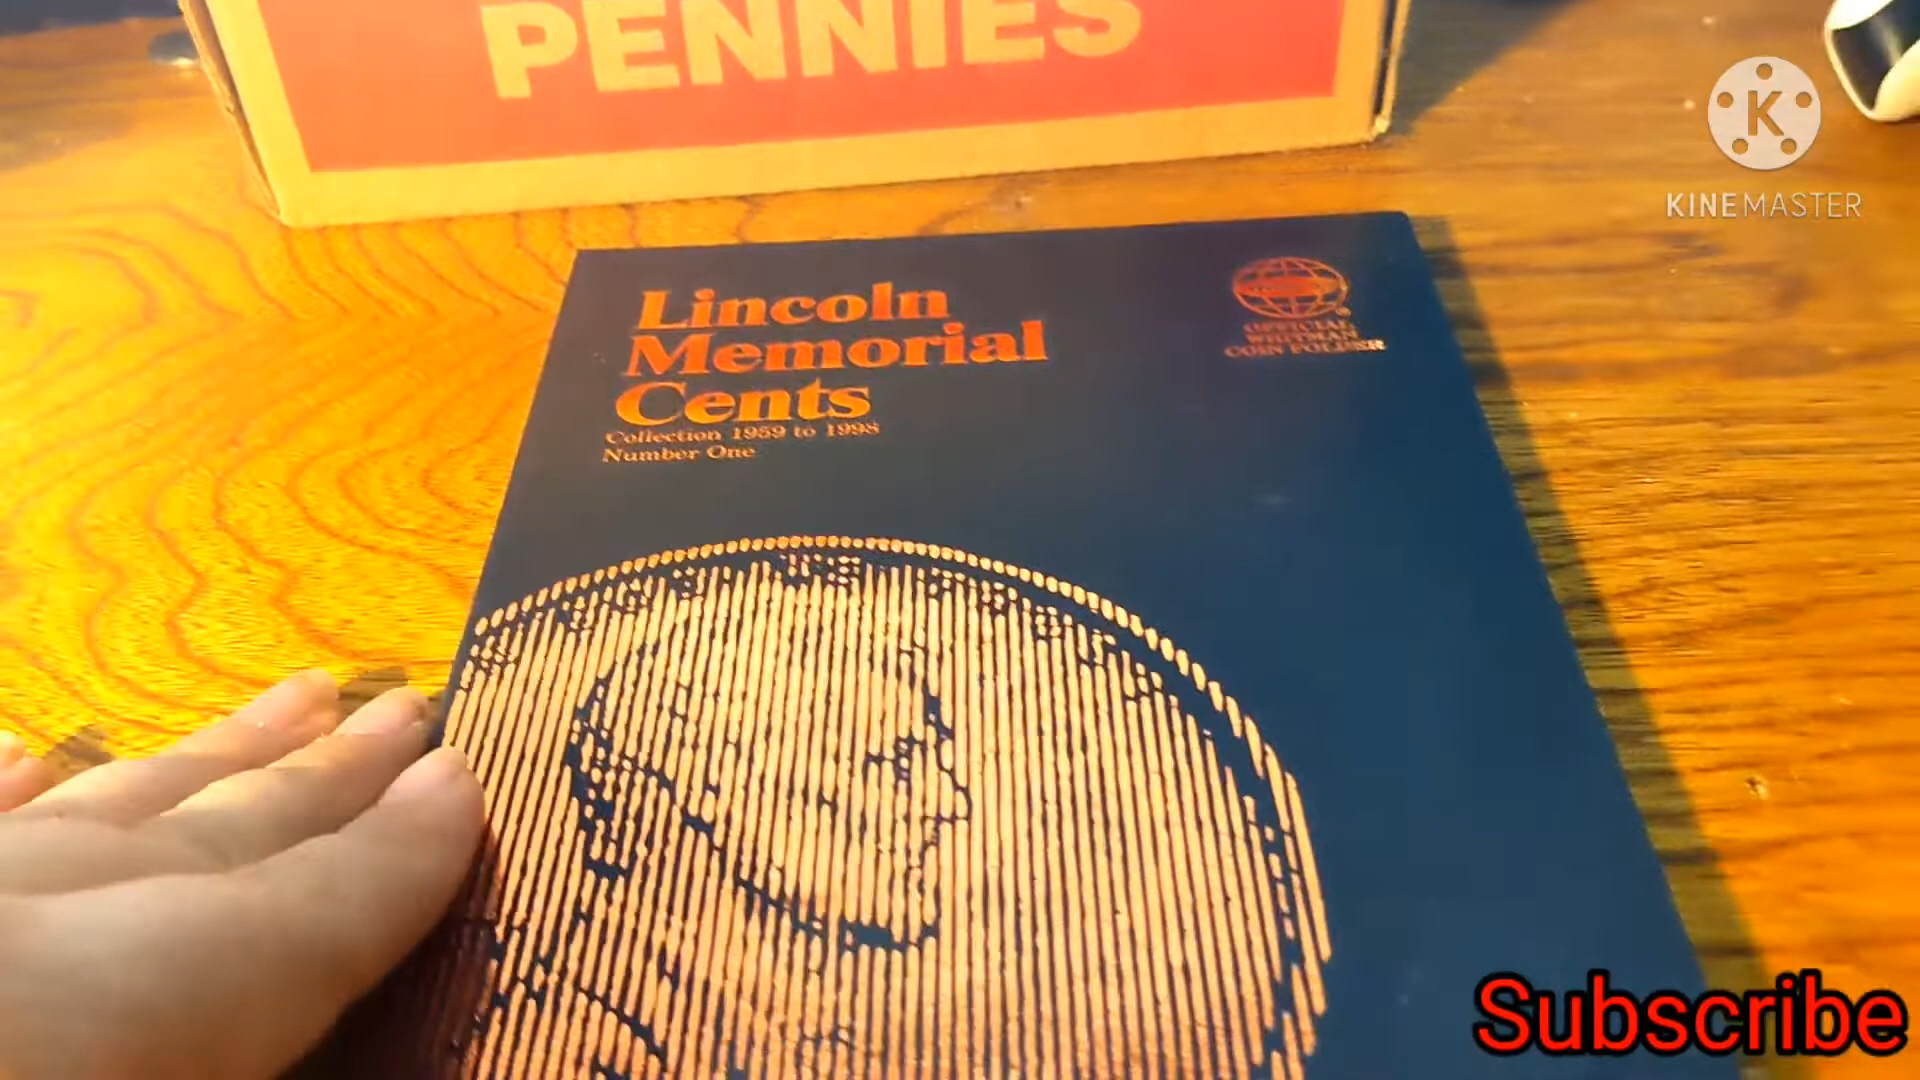 PENNIES
KINEMASTER
Lincoln
Memorial
Cents
Collection 1959 to 1998
Number One
OFFICIAL
WHITMAN
COIN FOLDER
Subscribe